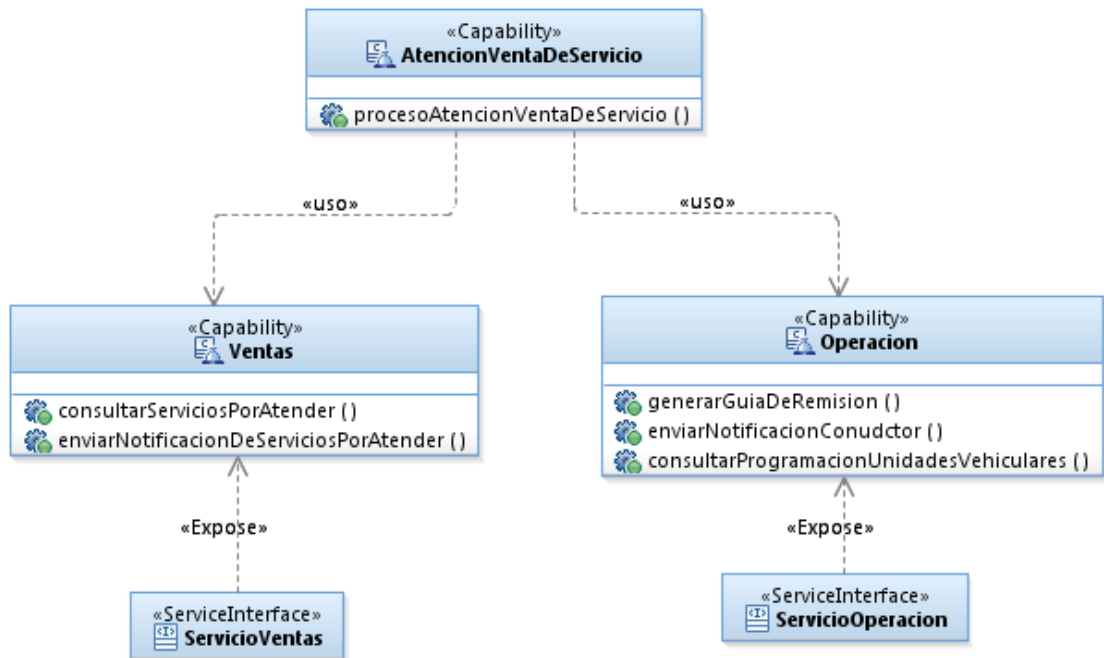 «Capability»
AtencionVentaDeServicio
procesoAtencionVentaDeServicio ()
«uso»
«uso»
«Capability»
Ventas
consultarServiciosPorAtender ()
enviarNotificacionDeServiciosPorAtender ()
«Capability»
Operacion
generarGuiaDeRemision ()
enviarNotificacionConudctor ()
consultarProgramacionUnidadesVehiculares ()
«Expose»
«Expose»
«ServiceInterface»
ServicioVentas
«ServiceInterface»
ServicioOperacion